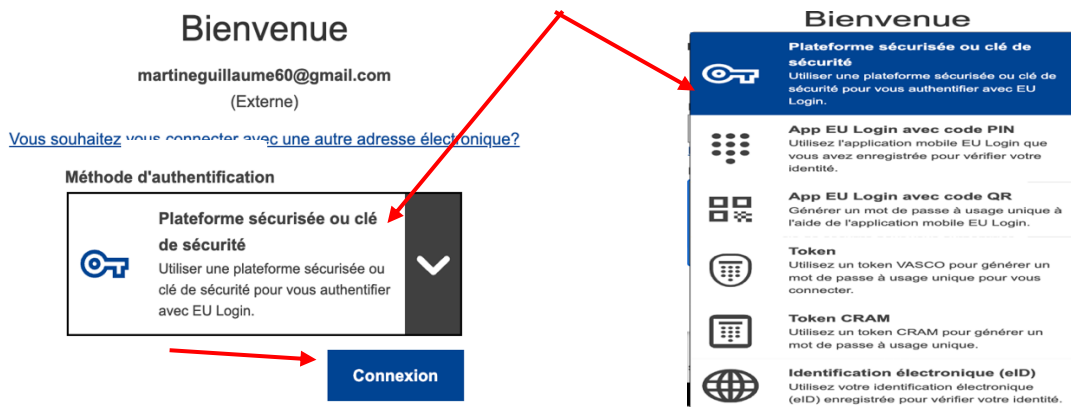 Bienvenue
martineguillaume60@gmail.com
(Externe)
Vous souhaitez vous connecter avec une autre adresse électronique?
Méthode d'authentification
Plateforme sécurisée ou clé
de sécurité
Utiliser une plateforme sécurisée ou
clé de sécurité pour vous authentifier
avec EU Login.
Connexion
Bienvenue
Plateforme sécurisée ou clé de
sécurité
Utiliser une plateforme sécurisée ou clé de
sécurité pour vous authentifier avec EU
Login.
App EU Login avec code PIN
Utilisez l'application mobile EU Login que
vous avez enregistrée pour vérifier votre
identité.
App EU Login avec code QR
Générer un mot de passe à usage unique à
l'aide de l'application mobile EU Login.
Token
Utilisez un token VASCO pour générer un
mot de passe à usage unique pour vous
connecter.
Token CRAM
Utilisez un token CRAM pour générer un
mot de passe à usage unique.
Identification électronique (eID)
Utilisez votre identification électronique
(eID) enregistrée pour vérifier votre identité.